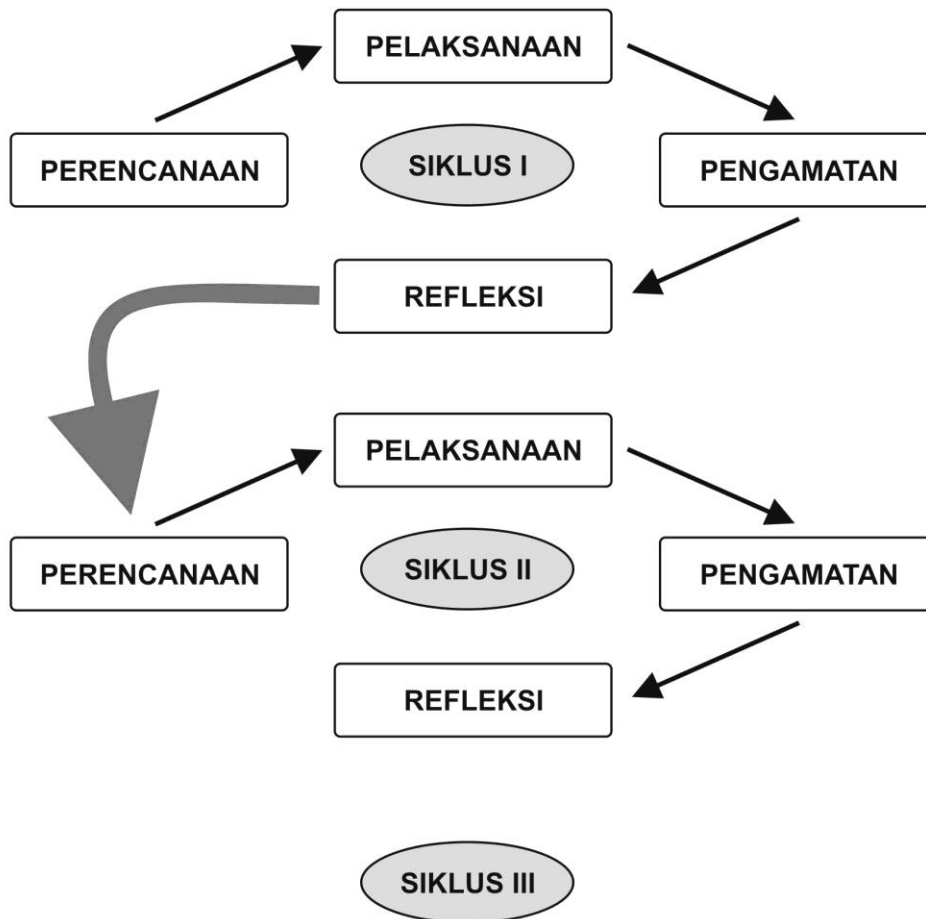 PELAKSANAAN
PERENCANAAN
SIKLUS I
PENGAMATAN
REFLEKSI
PELAKSANAAN
PERENCANAAN
SIKLUS II
PENGAMATAN
REFLEKSI
SIKLUS III